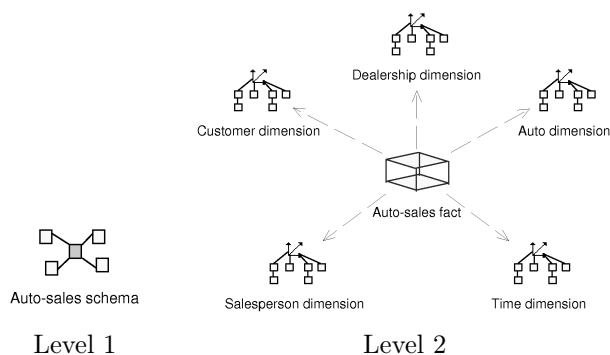 Dealership dimension
Customer dimension
Auto dimension
Auto-sales fact
Auto-sales schema
Salesperson dimension
Time dimension
Level 1
Level 2